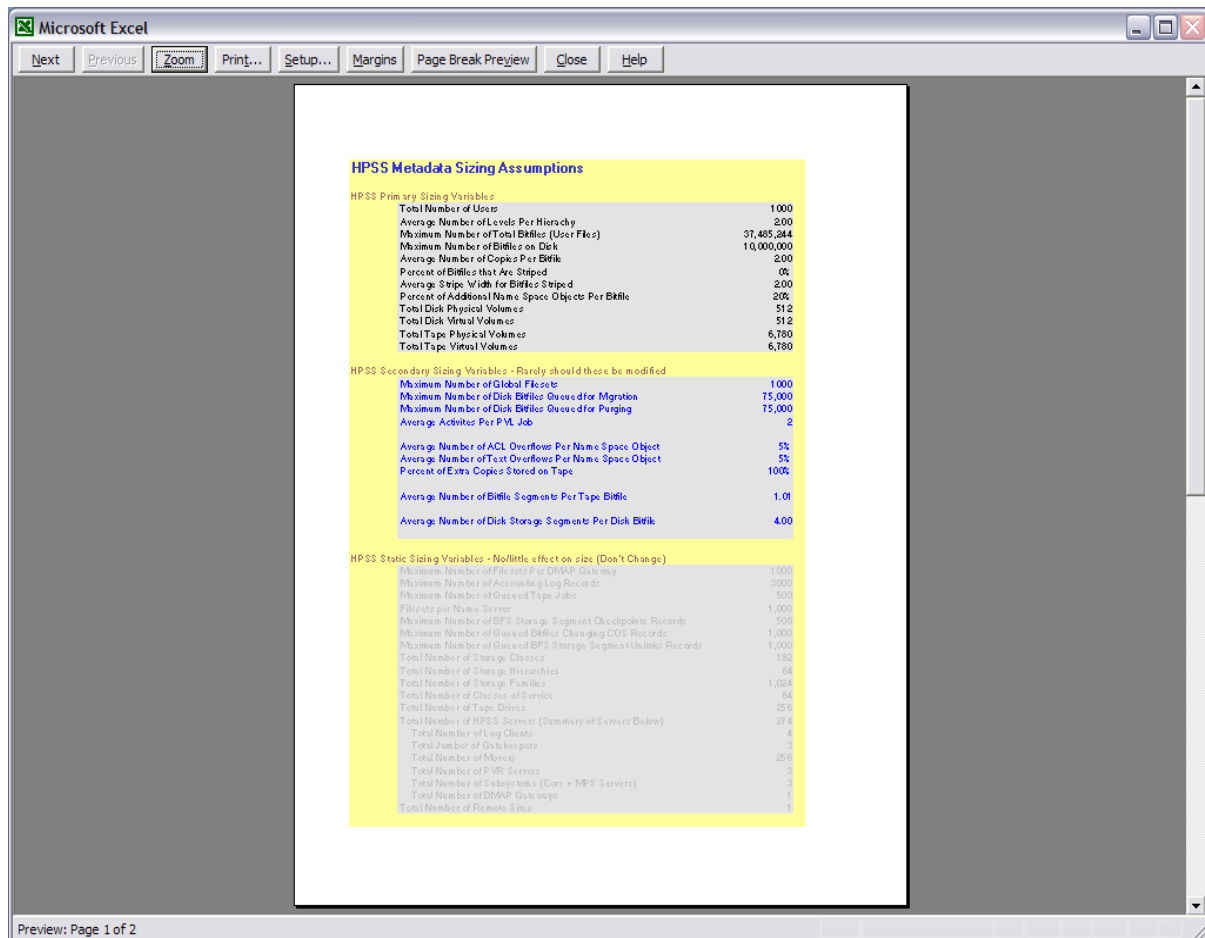 Microsoft Excel
Next Previous Zoom Print... Setup... Margins Page Break Preview Close Help
HPSS Metadata Sizing Assumptions
HPSS Primary Sizing Variables
Total Number of Users 1000
Average Number of Levels Per Hierachy 2.00
Maximum Number of Total Bitfiles (User Files) 37,485,244
Maximum Number of Bitfiles on Disk 10,000,000
Average Number of Copies Per Bitfile 2.00
Percent of Bitfiles that Are Striped 0%
Average Stripe Width for Bitfiles Striped 2.00
Percent of Additional Name Space Objects Per Bitfile 20%
Total Disk Physical Volumes 512
Total Disk Virtual Volumes 512
Total Tape Physical Volumes 6,780
Total Tape Virtual Volumes 6,780
HPSS Secondary Sizing Variables - Rarely should these be modified
Maximum Number of Global Filesets 1000
Maximum Number of Disk Bitfiles Queued for Migration 75,000
Maximum Number of Disk Bitfiles Queued for Purging 75,000
Average Activites Per PVL Job 2
Average Number of ACL Overflows Per Name Space Object 5%
Average Number of Text Overflows Per Name Space Object 5%
Percent of Extra Copies Stored on Tape 100%
Average Number of Bitfile Segments Per Tape Bitfile 1.01
Average Number of Disk Storage Segments Per Disk Bitfile 4.00
HPSS Static Sizing Variables - No/little effect on size (Don't Change)
Maximum Number of Filesets Per DMAP Gateway 1000
Maximum Number of Accounting Log Records 3000
Maximum Number of Queued Tape Jobs 500
Filesets per Name Server 1,000
Maximum Number of BFS Storage Segment Checkpoints Records 500
Maximum Number of Queued Bitfiles Changing COS Records 1,000
Maximum Number of Queued BFS Storage Segment Unlinks Records 1,000
Total Number of Storage Classes 192
Total Number of Storage Hierarchies 64
Total Number of Storage Families 1,024
Total Number of Classes of Service 64
Total Number of Tape Drives 256
Total Number of HPSS Servers (Summary of Servers Below) 274
Total Number of Log Clients 4
Total Jumber of Gatekeepers 3
Total Number of Movers 256
Total Number of PVR Servers 3
Total Number of Subsystems (Core + MPS Servers) 3
Total Number of DMAP Gateways 1
Total Number of Remote Sites 1
Preview: Page 1 of 2